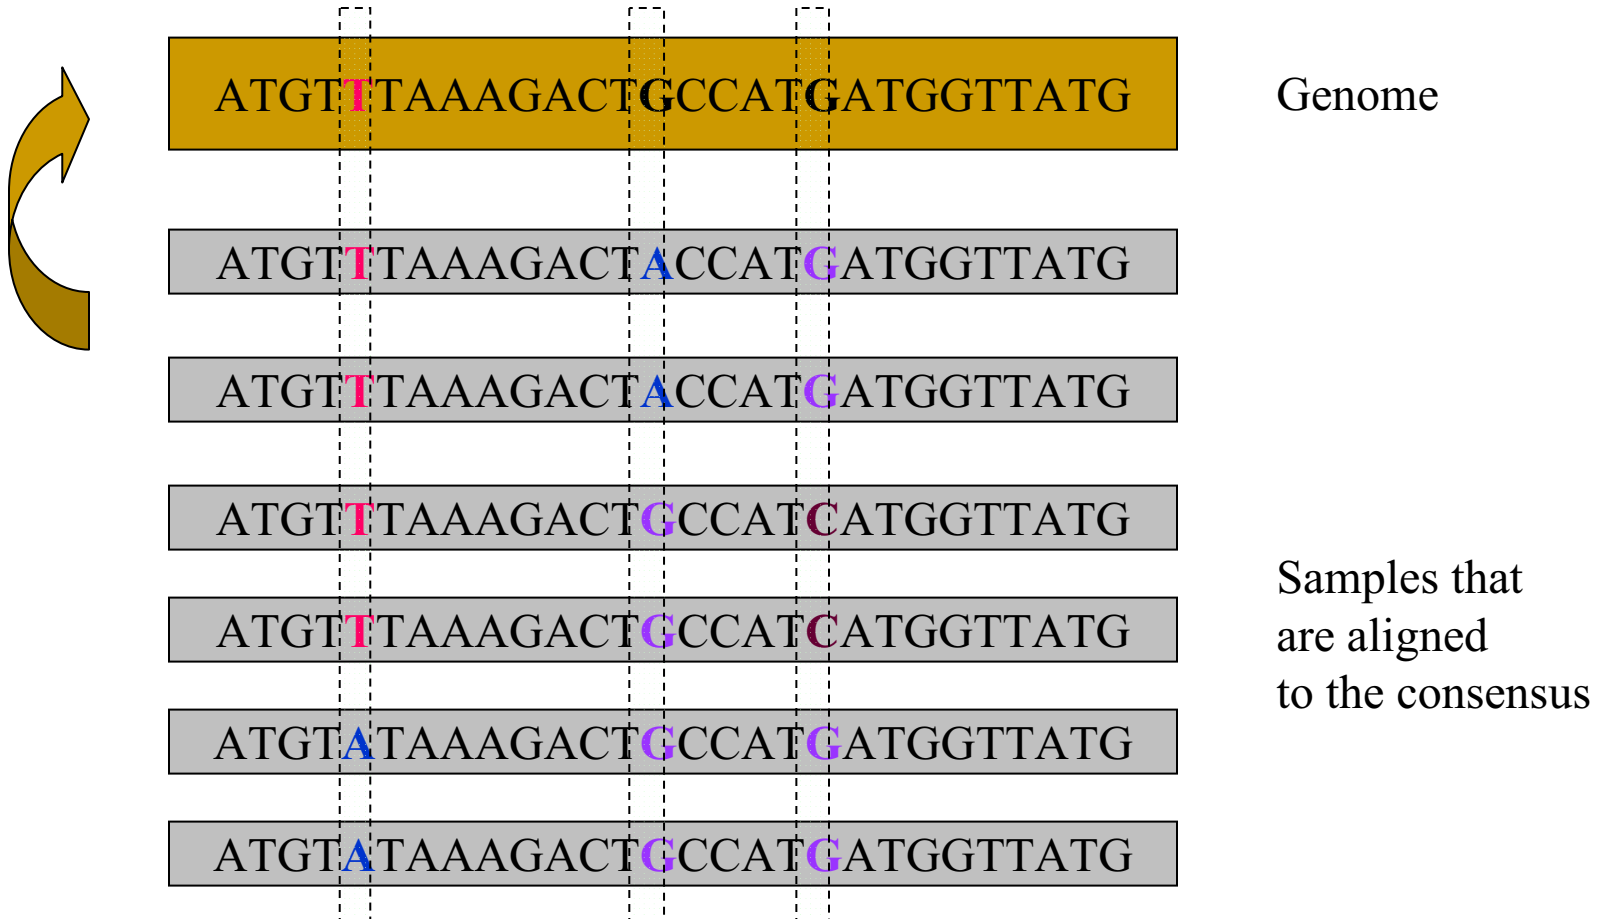 ATGTTTAAAGACTGCCATGATGGTTATG
Genome
ATGTTTAAAGACTACCATGATGGTTATG
ATGTTTAAAGACTACCATGATGGTTATG
ATGTTTAAAGACTGCCATCATGGTTATG
ATGTTTAAAGACTGCCATCATGGTTATG
Samples that
are aligned
to the consensus
ATGTATAAAGACTGCCATGATGGTTATG
ATGTATAAAGACTGCCATGATGGTTATG